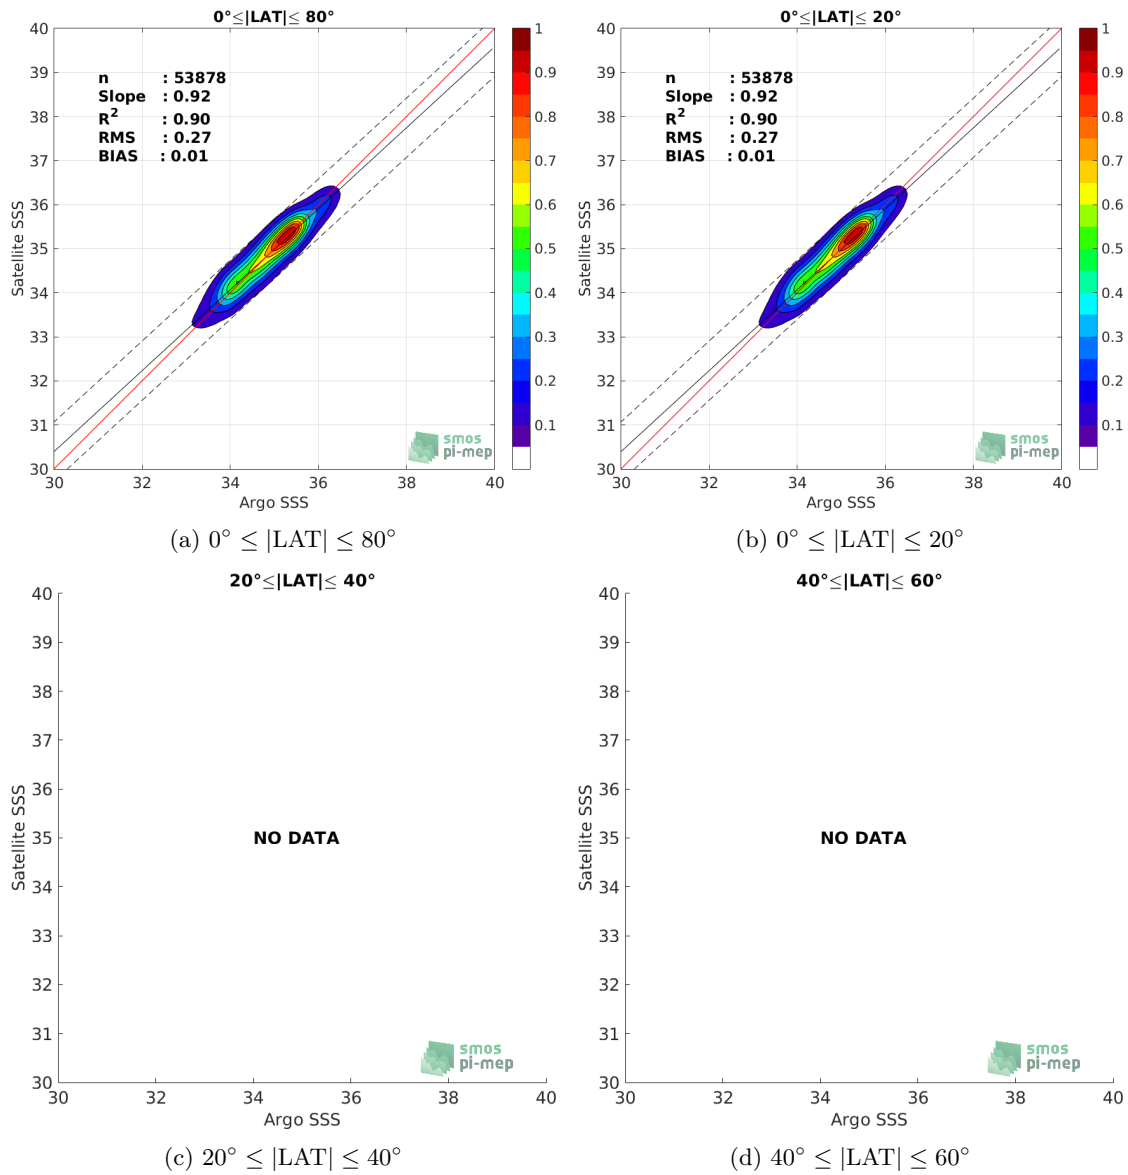 0°≤|LAT|≤ 80°
40
39
38
37
36
35
34
33
32
31
30
Satellite SSS
n : 53878
Slope : 0.92
R² : 0.90
RMS : 0.27
BIAS : 0.01
smos
pi-mep
30 32 34 36 38 40
Argo SSS
1
0.9
0.8
0.7
0.6
0.5
0.4
0.3
0.2
0.1
(a) 0° ≤ |LAT| ≤ 80°
0°≤|LAT|≤ 20°
40
39
38
37
36
35
34
33
32
31
30
Satellite SSS
n : 53878
Slope : 0.92
R² : 0.90
RMS : 0.27
BIAS : 0.01
smos
pi-mep
30 32 34 36 38 40
Argo SSS
1
0.9
0.8
0.7
0.6
0.5
0.4
0.3
0.2
0.1
(b) 0° ≤ |LAT| ≤ 20°
20°≤|LAT|≤ 40°
40
39
38
37
36
35
34
33
32
31
30
Satellite SSS
NO DATA
smos
pi-mep
30 32 34 36 38 40
Argo SSS
(c) 20° ≤ |LAT| ≤ 40°
40°≤|LAT|≤ 60°
40
39
38
37
36
35
34
33
32
31
30
Satellite SSS
NO DATA
smos
pi-mep
30 32 34 36 38 40
Argo SSS
(d) 40° ≤ |LAT| ≤ 60°